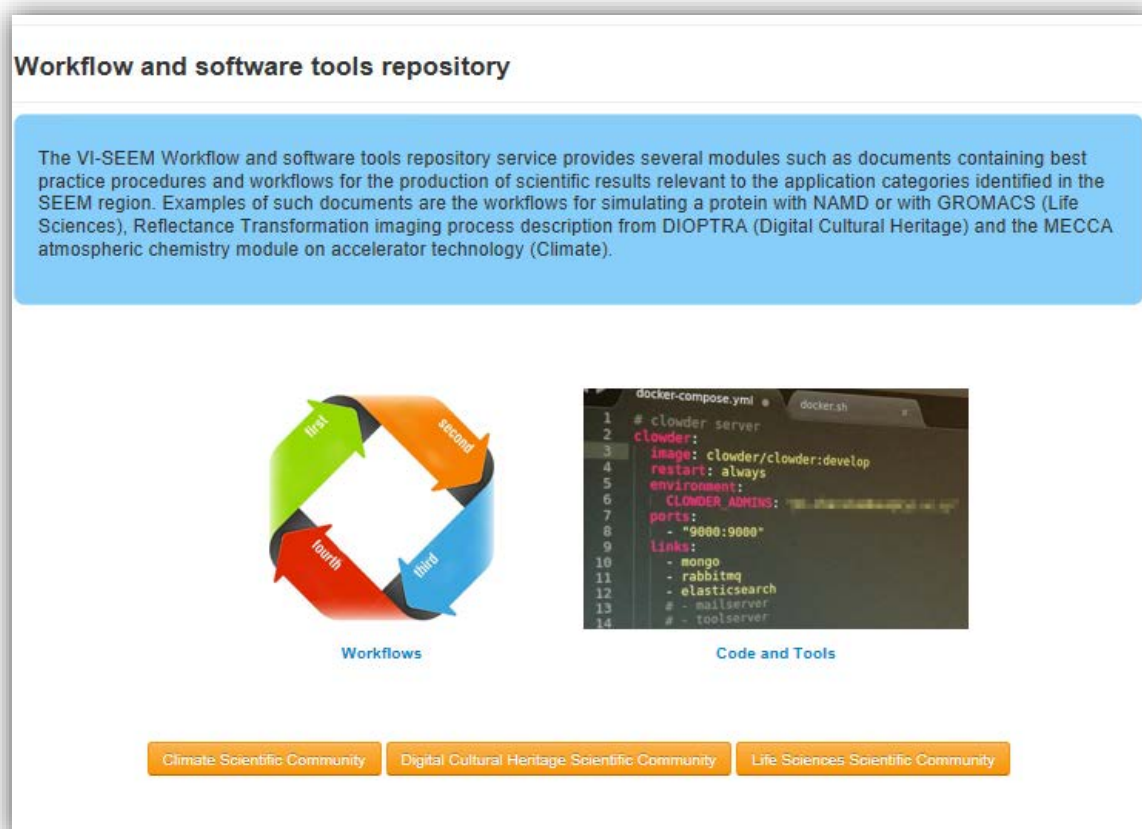 Workflow and software tools repository
The VI-SEEM Workflow and software tools repository service provides several modules such as documents containing best
practice procedures and workflows for the production of scientific results relevant to the application categories identified in the
SEEM region. Examples of such documents are the workflows for simulating a protein with NAMD or with GROMACS (Life
Sciences), Reflectance Transformation imaging process description from DIOPTRA (Digital Cultural Heritage) and the MECCA
atmospheric chemistry module on accelerator technology (Climate).
first
second
third
fourth
docker-compose.yml
docker.sh x
1 # clowder server
2 clowder:
3 image: clowder/clowder:develop
4 restart: always
5 environment:
6 CLOWDER_ADMINS:
7 ports:
8 - "9000:9000"
9 links:
10 - mongo
11 - rabbitmq
12 - elasticsearch
13 # - mailserver
14 # - toolserver
Workflows
Code and Tools
Climate Scientific Community
Digital Cultural Heritage Scientific Community
Life Sciences Scientific Community